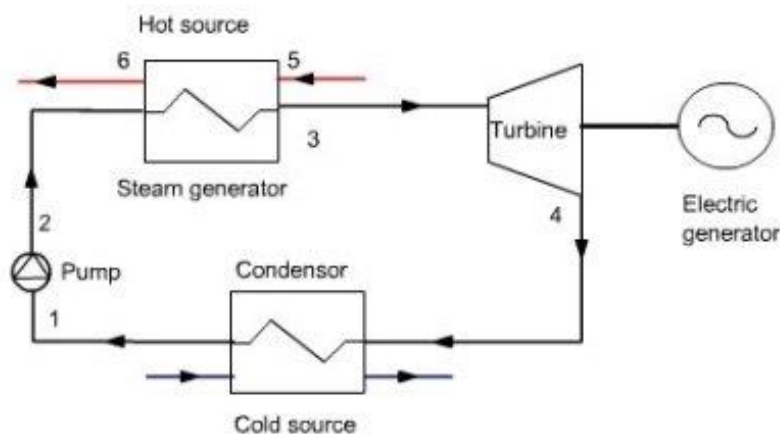 Hot source
6
5
3
Turbine
Steam generator
4
Electric
generator
2
Pump
Condensor
1
Cold source